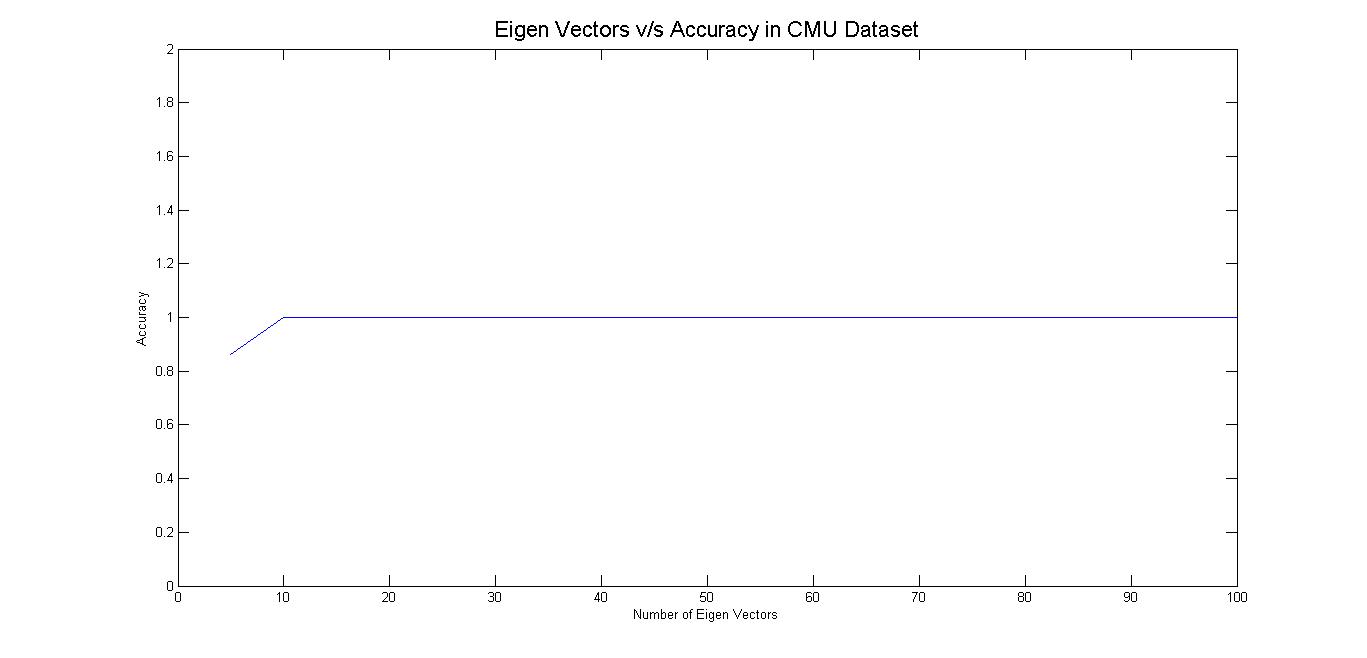 Eigen Vectors v/s Accuracy in CMU Dataset
2
1.8
1.6
1.4
1.2
1
0.8
0.6
0.4
0.2
0
Accuracy
0 10 20 30 40 50 60 70 80 90 100
Number of Eigen Vectors